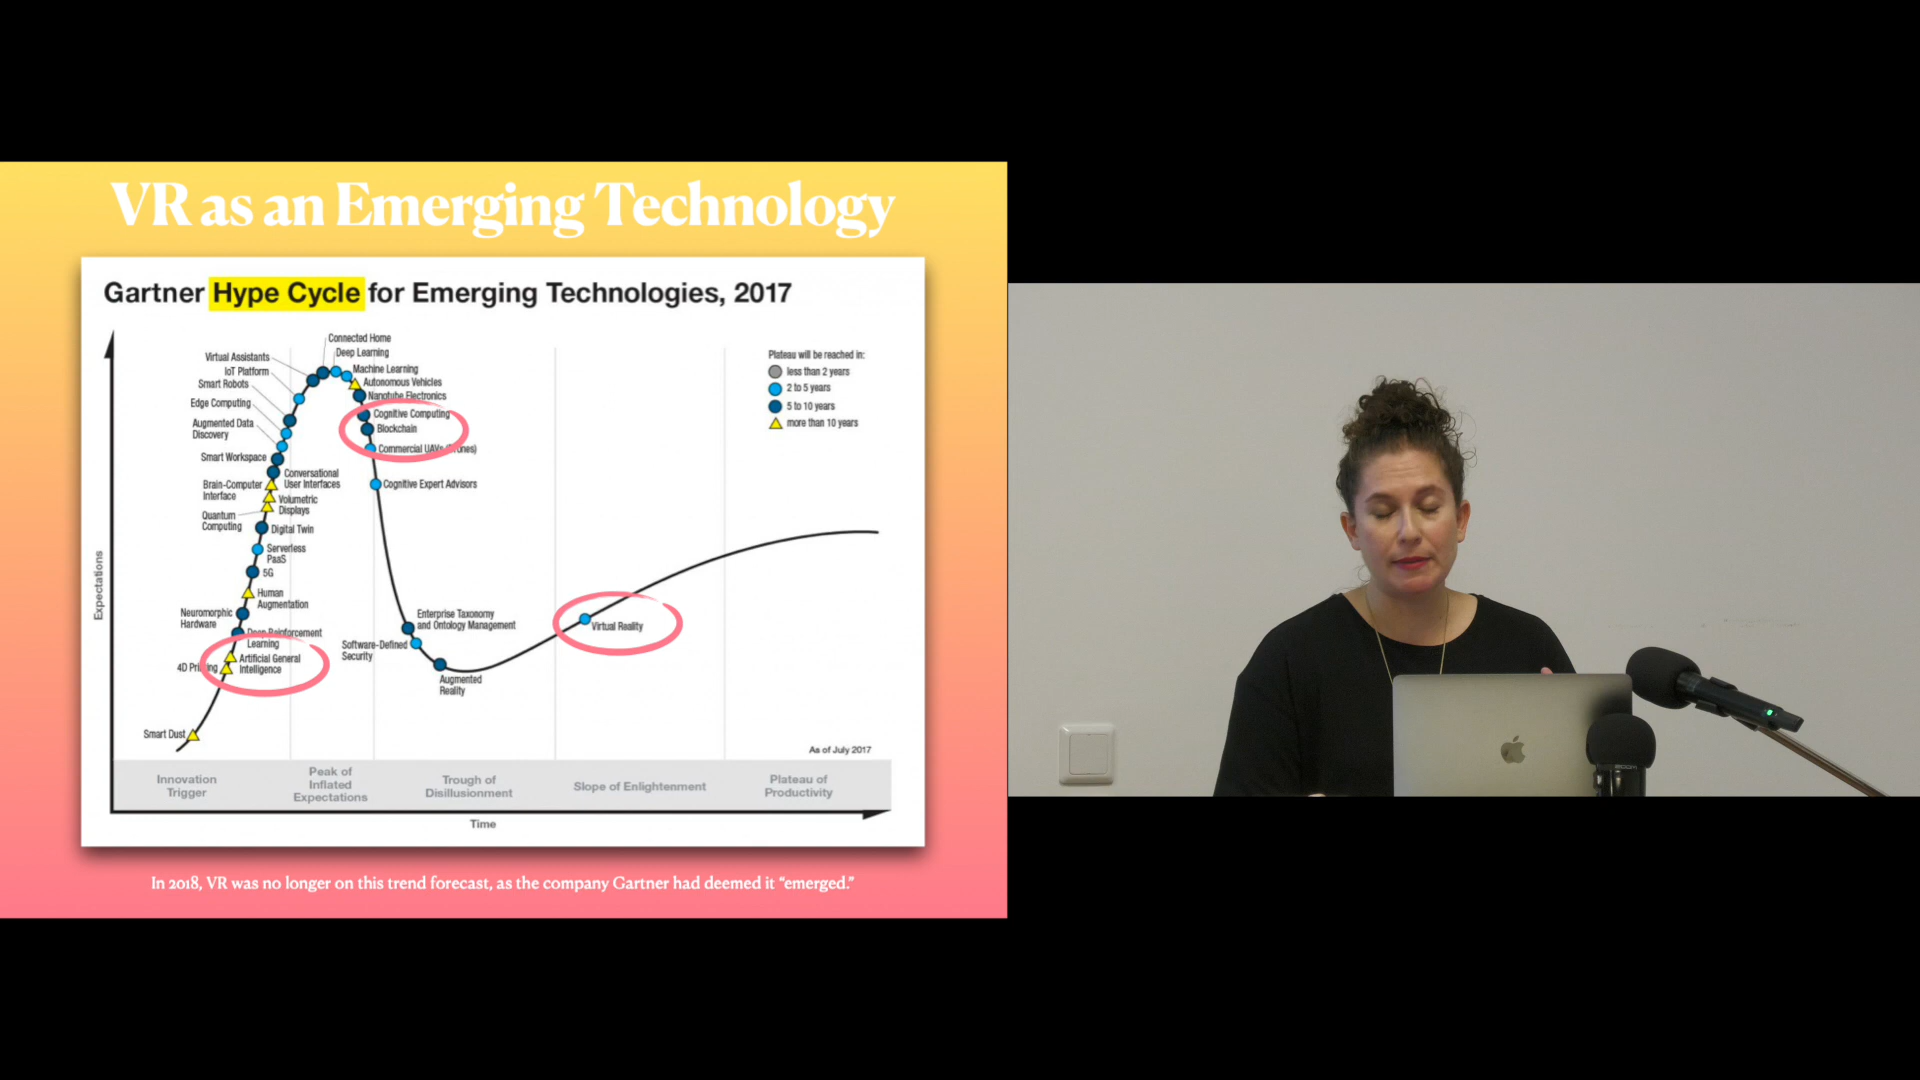 VR as an Emerging Technology
Gartner Hype Cycle for Emerging Technologies, 2017
Connected Home
Deep Learning
Virtual Assistants
Machine Learning
IoT Platform
Autonomous Vehicles
Smart Robots
Nanotube Electronics
Edge Computing
Cognitive Computing
Augmented Data
Discovery
Blockchain
Commercial UAVs (Drones)
Smart Workspace
Conversational
User Interfaces
Brain-Computer
Interface
Cognitive Expert Advisors
Volumetric
Displays
Quantum
Computing
Digital Twin
Serverless
PaaS
5G
Human
Augmentation
Neuromorphic
Hardware
Deep Reinforcement
Learning
Artificial General
Intelligence
4D Printing
Smart Dust
Enterprise Taxonomy
and Ontology Management
Software-Defined
Security
Augmented
Reality
Virtual Reality
Plateau will be reached in:
less than 2 years
2 to 5 years
5 to 10 years
more than 10 years
As of July 2017
Expectations
Innovation
Trigger
Peak of
Inflated
Expectations
Trough of
Disillusionment
Slope of Enlightenment
Plateau of
Productivity
Time
In 2018, VR was no longer on this trend forecast, as the company Gartner had deemed it “emerged.”